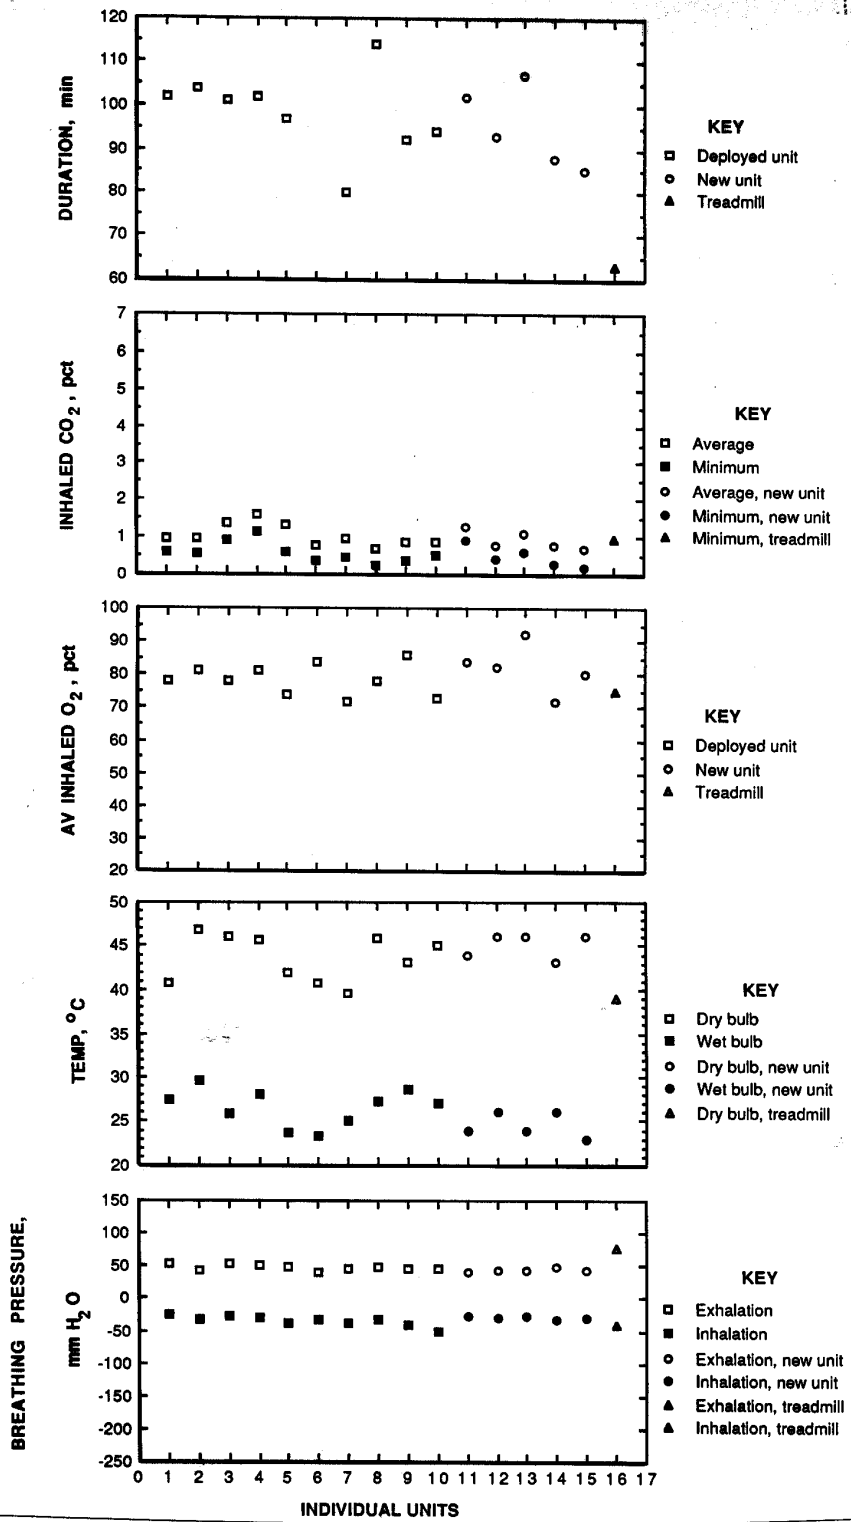 120
110
100
90
80
70
60
DURATION, min
KEY
Deployed unit
New unit
Treadmill
7
6
5
4
3
2
1
0
INHALED CO2, pct
KEY
Average
Minimum
Average, new unit
Minimum, new unit
Minimum, treadmill
100
90
80
70
60
50
40
30
20
AV INHALED O2, pct
KEY
Deployed unit
New unit
Treadmill
50
45
40
35
30
25
20
TEMP, °C
KEY
Dry bulb
Wet bulb
Dry bulb, new unit
Wet bulb, new unit
Dry bulb, treadmill
150
100
50
0
-50
-100
-150
-200
-250
BREATHING PRESSURE,
mm H2O
KEY
Exhalation
Inhalation
Exhalation, new unit
Inhalation, new unit
Exhalation, treadmill
Inhalation, treadmill
0 1 2 3 4 5 6 7 8 9 10 11 12 13 14 15 16 17
INDIVIDUAL UNITS